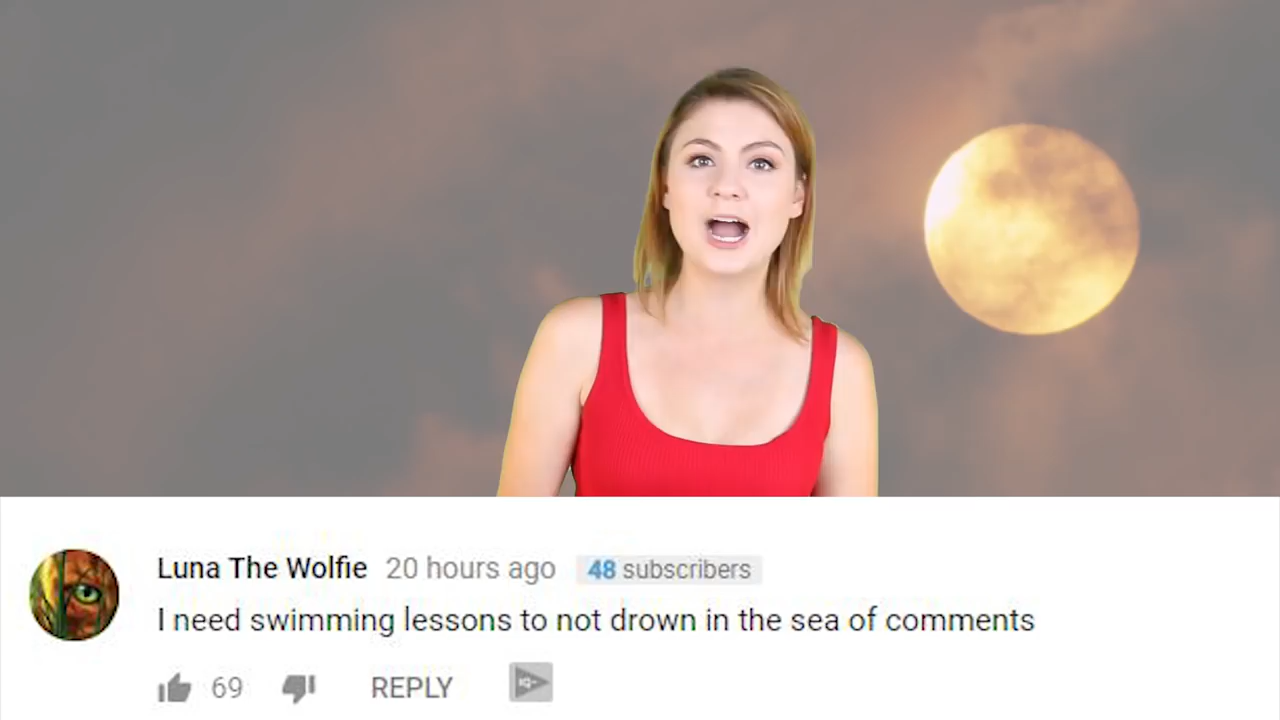 Luna The Wolfie 20 hours ago 48 subscribers
I need swimming lessons to not drown in the sea of comments
69 REPLY IQ